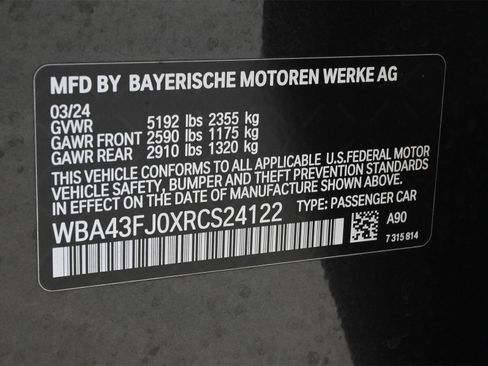 MFD BY BAYERISCHE MOTOREN WERKE AG
03/24
GVWR 5192 lbs 2355 kg
GAWR FRONT 2590 lbs 1175 kg
GAWR REAR 2910 lbs 1320 kg
THIS VEHICLE CONFORMS TO ALL APPLICABLE U.S.FEDERAL MOTOR
VEHICLE SAFETY, BUMPER, AND THEFT PREVENTION STANDARDS
IN EFFECT ON THE DATE OF MANUFACTURE SHOWN ABOVE.
WBA43FJ0XRCS24122 TYPE: PASSENGER CAR
A90
7 315 814